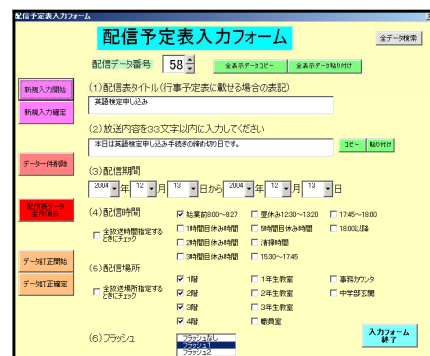 配信予定表入力フォーム
配信予定表入力フォーム
全データ検索
配信データ番号 58
全表示データコピー 全表示データ貼り付け
新規入力開始
(1)配信表タイトル(行事予定表に載せる場合の表記)
英語検定申し込み
新規入力確定
(2)放送内容を33文字以内に入力してください
本日は英語検定申し込み手続きの締め切り日です。
コピー 貼り付け
データ一件削除
(3)配信期間
2004 年 12 月 13 日から 2004 年 12 月 13 日
配信表データ
全件消去
(4)配信時間
始業前800~827 昼休み1230~1320 1745~1800
全放送時間指定する
ときにチェック
1時間目休み時間 5時間目休み時間 1800以降
2時間目休み時間 清掃時間
3時間目休み時間 1530~1745
データ訂正開始
(6)配信場所
データ訂正確定
全放送場所指定する
ときにチェック
1階 1年生教室 事務カウンタ
2階 2年生教室 中学部玄関
3階 3年生教室
4階 職員室
(6)フラッシュ
フラッシュなし
フラッシュ1
フラッシュ2
入力フォーム
終了